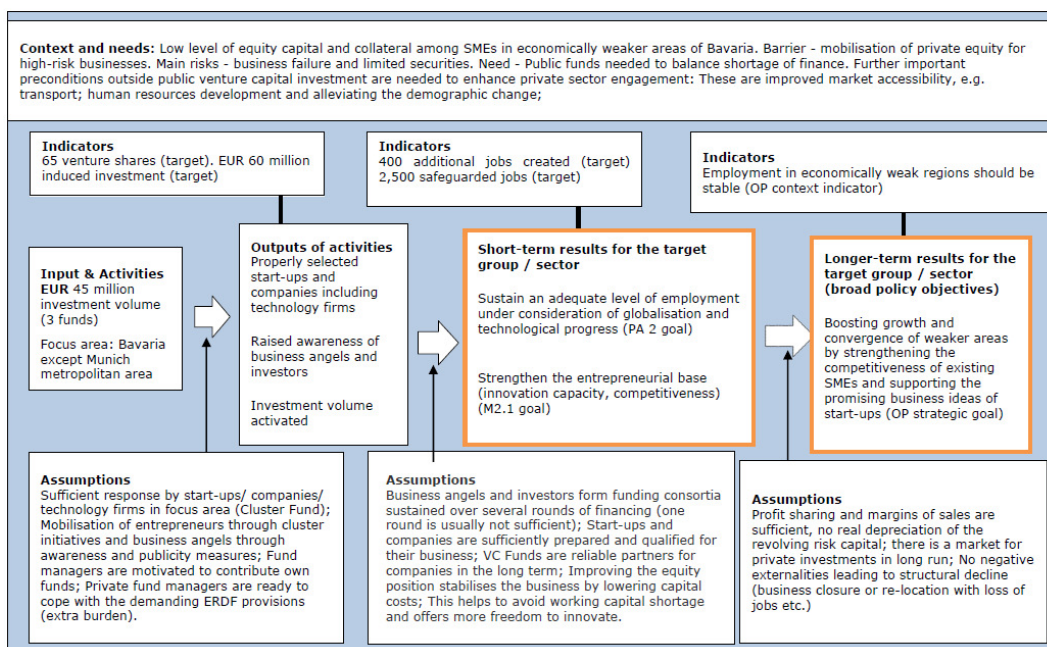 Context and needs: Low level of equity capital and collateral among SMEs in economically weaker areas of Bavaria. Barrier - mobilisation of private equity for
high-risk businesses. Main risks - business failure and limited securities. Need - Public funds needed to balance shortage of finance. Further important
preconditions outside public venture capital investment are needed to enhance private sector engagement: These are improved market accessibility, e.g.
transport; human resources development and alleviating the demographic change;
Indicators
65 venture shares (target). EUR 60 million
induced investment (target)
Indicators
400 additional jobs created (target)
2,500 safeguarded jobs (target)
Indicators
Employment in economically weak regions should be
stable (OP context indicator)
Input & Activities
EUR 45 million
investment volume
(3 funds)
Focus area: Bavaria
except Munich
metropolitan area
Outputs of activities
Properly selected
start-ups and
companies including
technology firms
Raised awareness of
business angels and
investors
Investment volume
activated
Short-term results for the target
group / sector
Sustain an adequate level of employment
under consideration of globalisation and
technological progress (PA 2 goal)
Strengthen the entrepreneurial base
(innovation capacity, competitiveness)
(M2.1 goal)
Longer-term results for the
target group / sector
(broad policy objectives)
Boosting growth and
convergence of weaker areas
by strengthening the
competitiveness of existing
SMEs and supporting the
promising business ideas of
start-ups (OP strategic goal)
Assumptions
Sufficient response by start-ups/ companies/
technology firms in focus area (Cluster Fund);
Mobilisation of entrepreneurs through cluster
initiatives and business angels through
awareness and publicity measures; Fund
managers are motivated to contribute own
funds; Private fund managers are ready to
cope with the demanding ERDF provisions
(extra burden).
Assumptions
Business angels and investors form funding consortia
sustained over several rounds of financing (one
round is usually not sufficient); Start-ups and
companies are sufficiently prepared and qualified for
their business; VC Funds are reliable partners for
companies in the long term; Improving the equity
position stabilises the business by lowering capital
costs; This helps to avoid working capital shortage
and offers more freedom to innovate.
Assumptions
Profit sharing and margins of sales are
sufficient, no real depreciation of the
revolving risk capital; there is a market for
private investments in long run; No negative
externalities leading to structural decline
(business closure or re-location with loss of
jobs etc.)